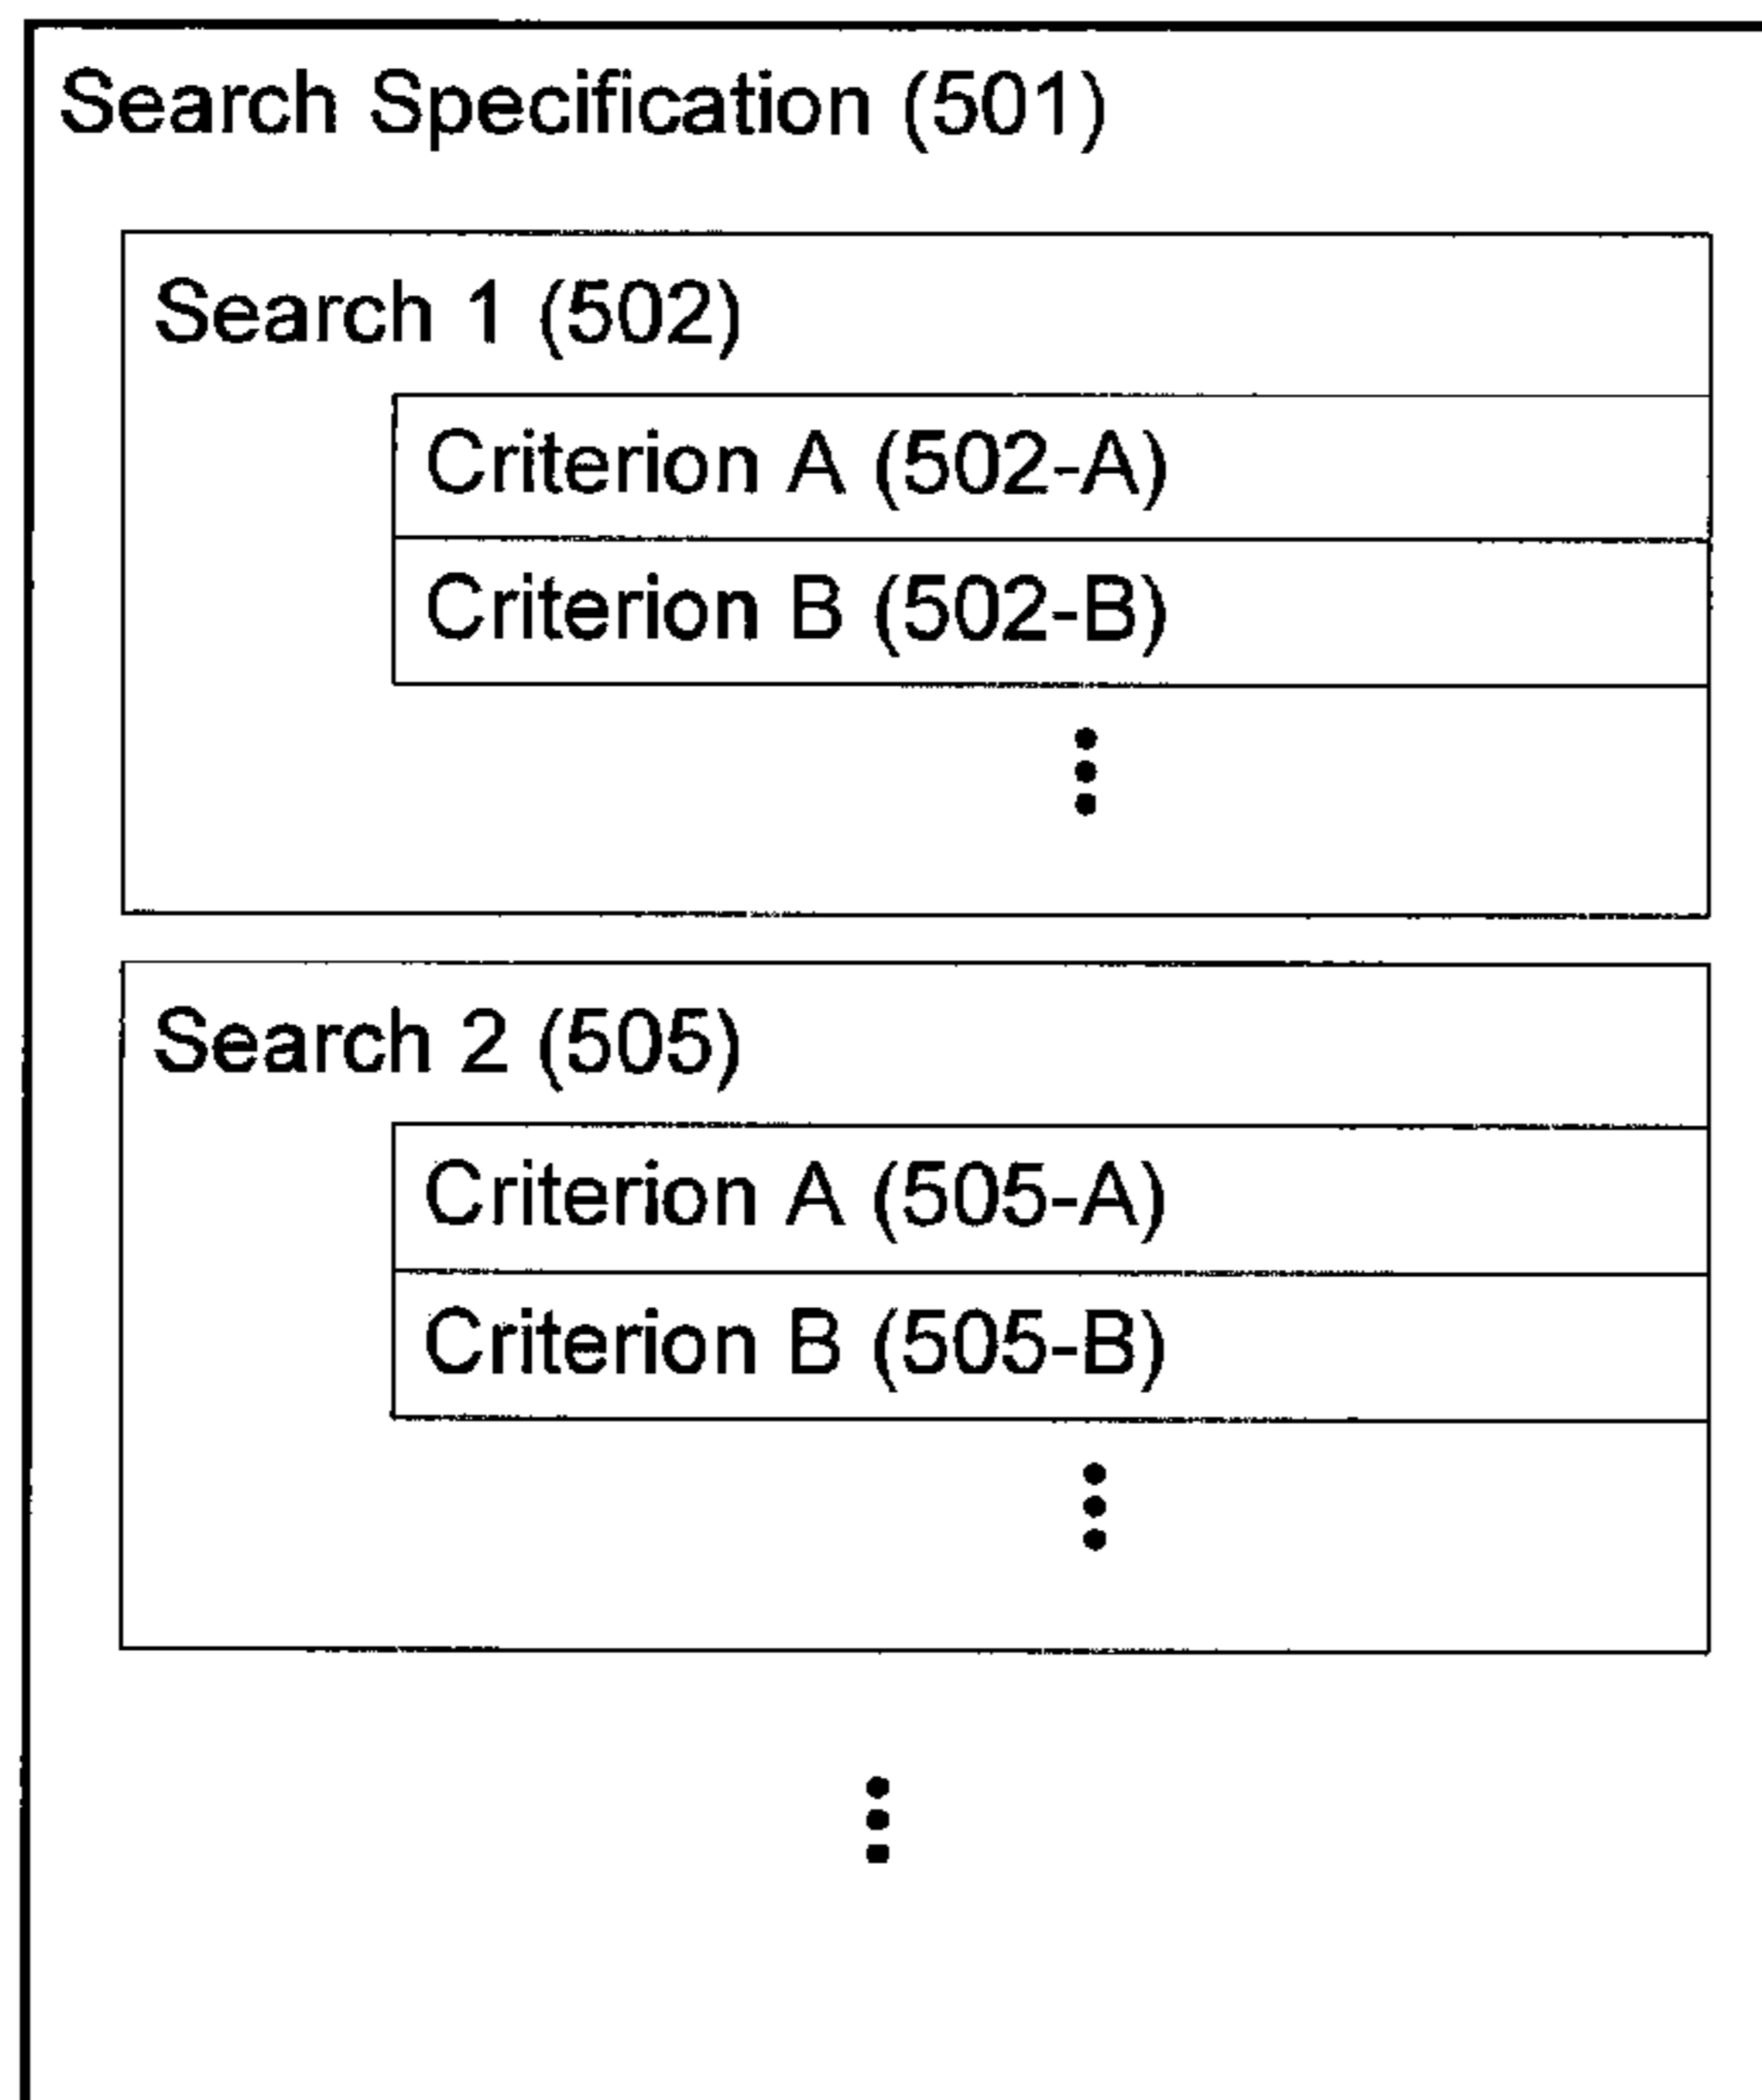 Search Specification (501)
Search 1 (502)
Criterion A (502-A)
Criterion B (502-B)
Search 2 (505)
Criterion A (505-A)
Criterion B (505-B)